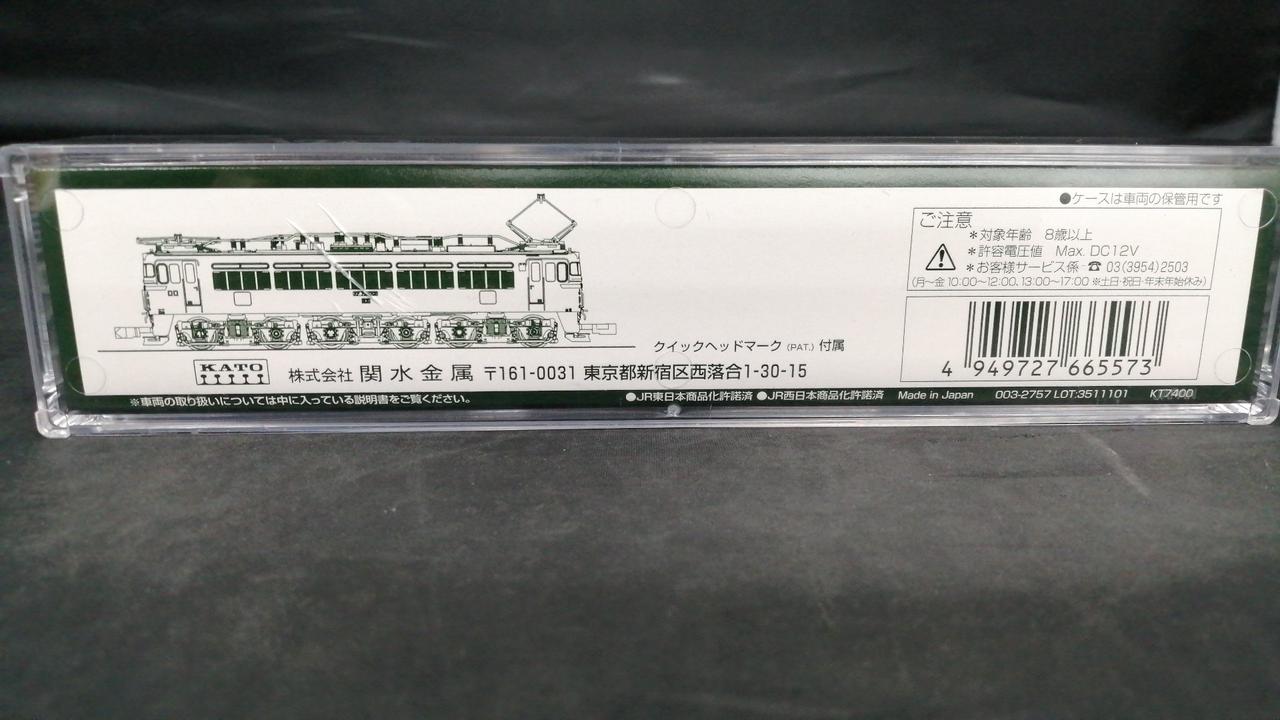 ●ケースは車両の保管用です
ご注意
＊対象年齢　8歳以上
＊許容電圧値　Max. DC12V
＊お客様サービス係 ☎ 03(3954)2503
(月～金 10:00～12:00、13:00～17:00 ※土日・祝日・年末年始休み)
クイックヘッドマーク (PAT.) 付属
4 949727 665573
KATO
株式会社 関水金属 〒161-0031 東京都新宿区西落合1-30-15
※車両の取り扱いについては中に入っている説明書をご覧ください。
●JR東日本商品化許諾済 ●JR西日本商品化許諾済　Made in Japan　003-2757 LOT:3511101　KT7400